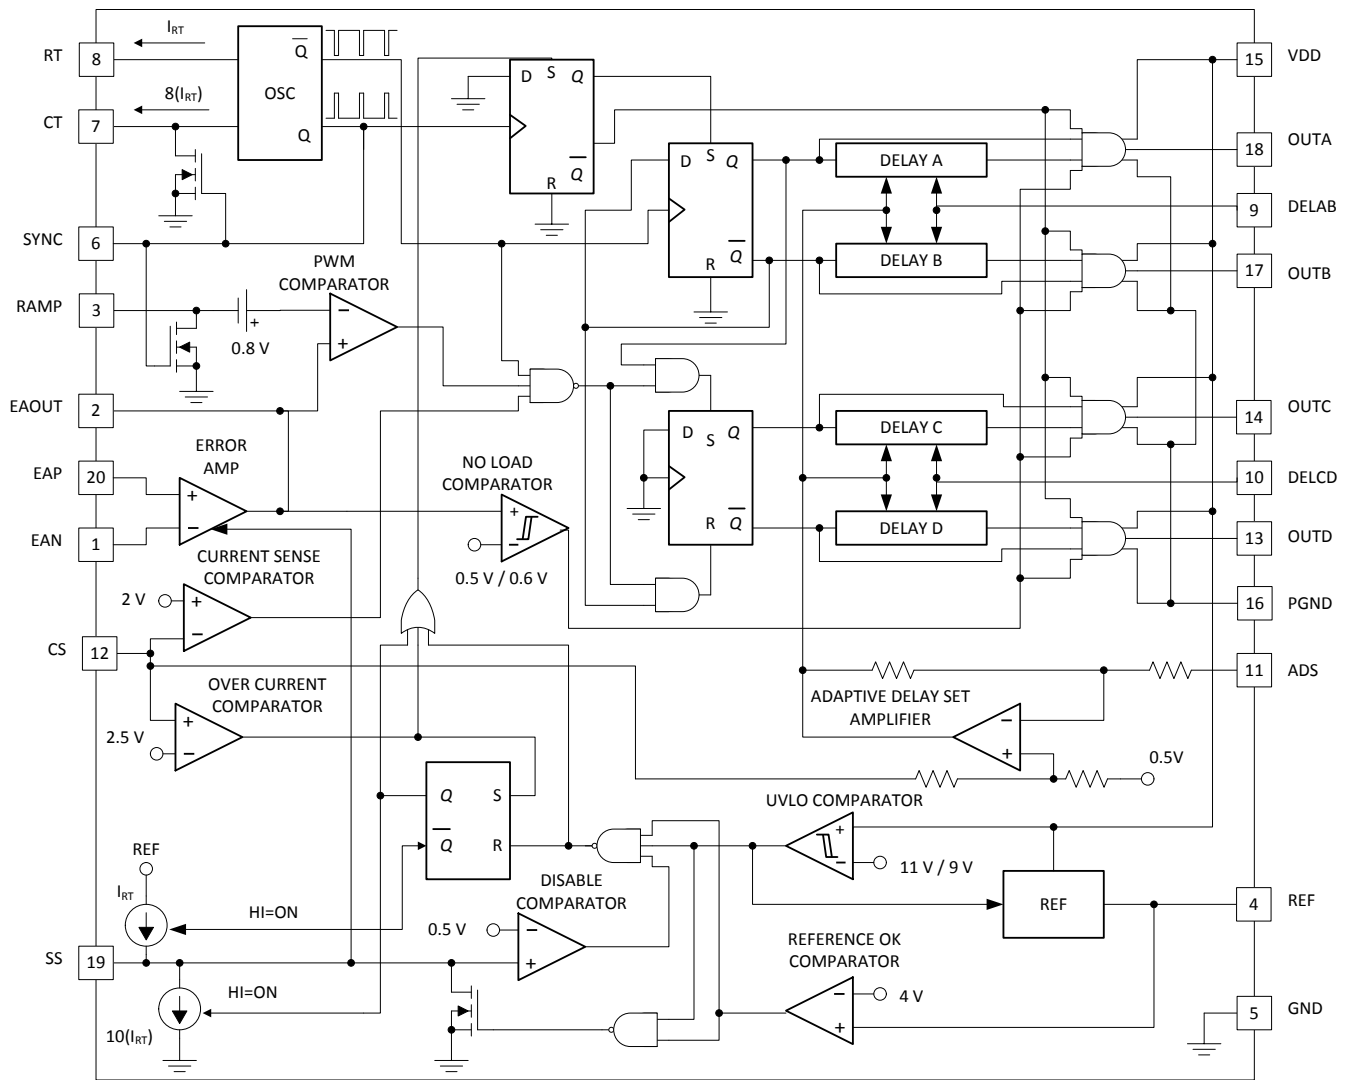 I_RT
RT
8
Q
OSC
8(I_RT)
CT
7
Q
D S Q
Q
R
15
VDD
18
OUTA
DELAY A
D S Q
9
DELAB
SYNC
6
Q
R
DELAY B
17
OUTB
PWM
COMPARATOR
RAMP
3
+
0.8 V
−
+
EAOUT
2
14
OUTC
DELAY C
D S Q
ERROR
AMP
EAP
20
+
−
NO LOAD
COMPARATOR
+
−
0.5 V / 0.6 V
10
DELCD
R Q
DELAY D
13
OUTD
EAN
1
CURRENT SENSE
COMPARATOR
2 V
+
−
16
PGND
CS
12
11
ADS
OVER CURRENT
COMPARATOR
+
−
2.5 V
ADAPTIVE DELAY SET
AMPLIFIER
−
+
0.5V
Q S
Q R
UVLO COMPARATOR
+
−
11 V / 9 V
REF
I_RT
HI=ON
DISABLE
COMPARATOR
0.5 V
−
+
REF
4
REF
SS
19
REFERENCE OK
COMPARATOR
−
+
4 V
HI=ON
10(I_RT)
5
GND